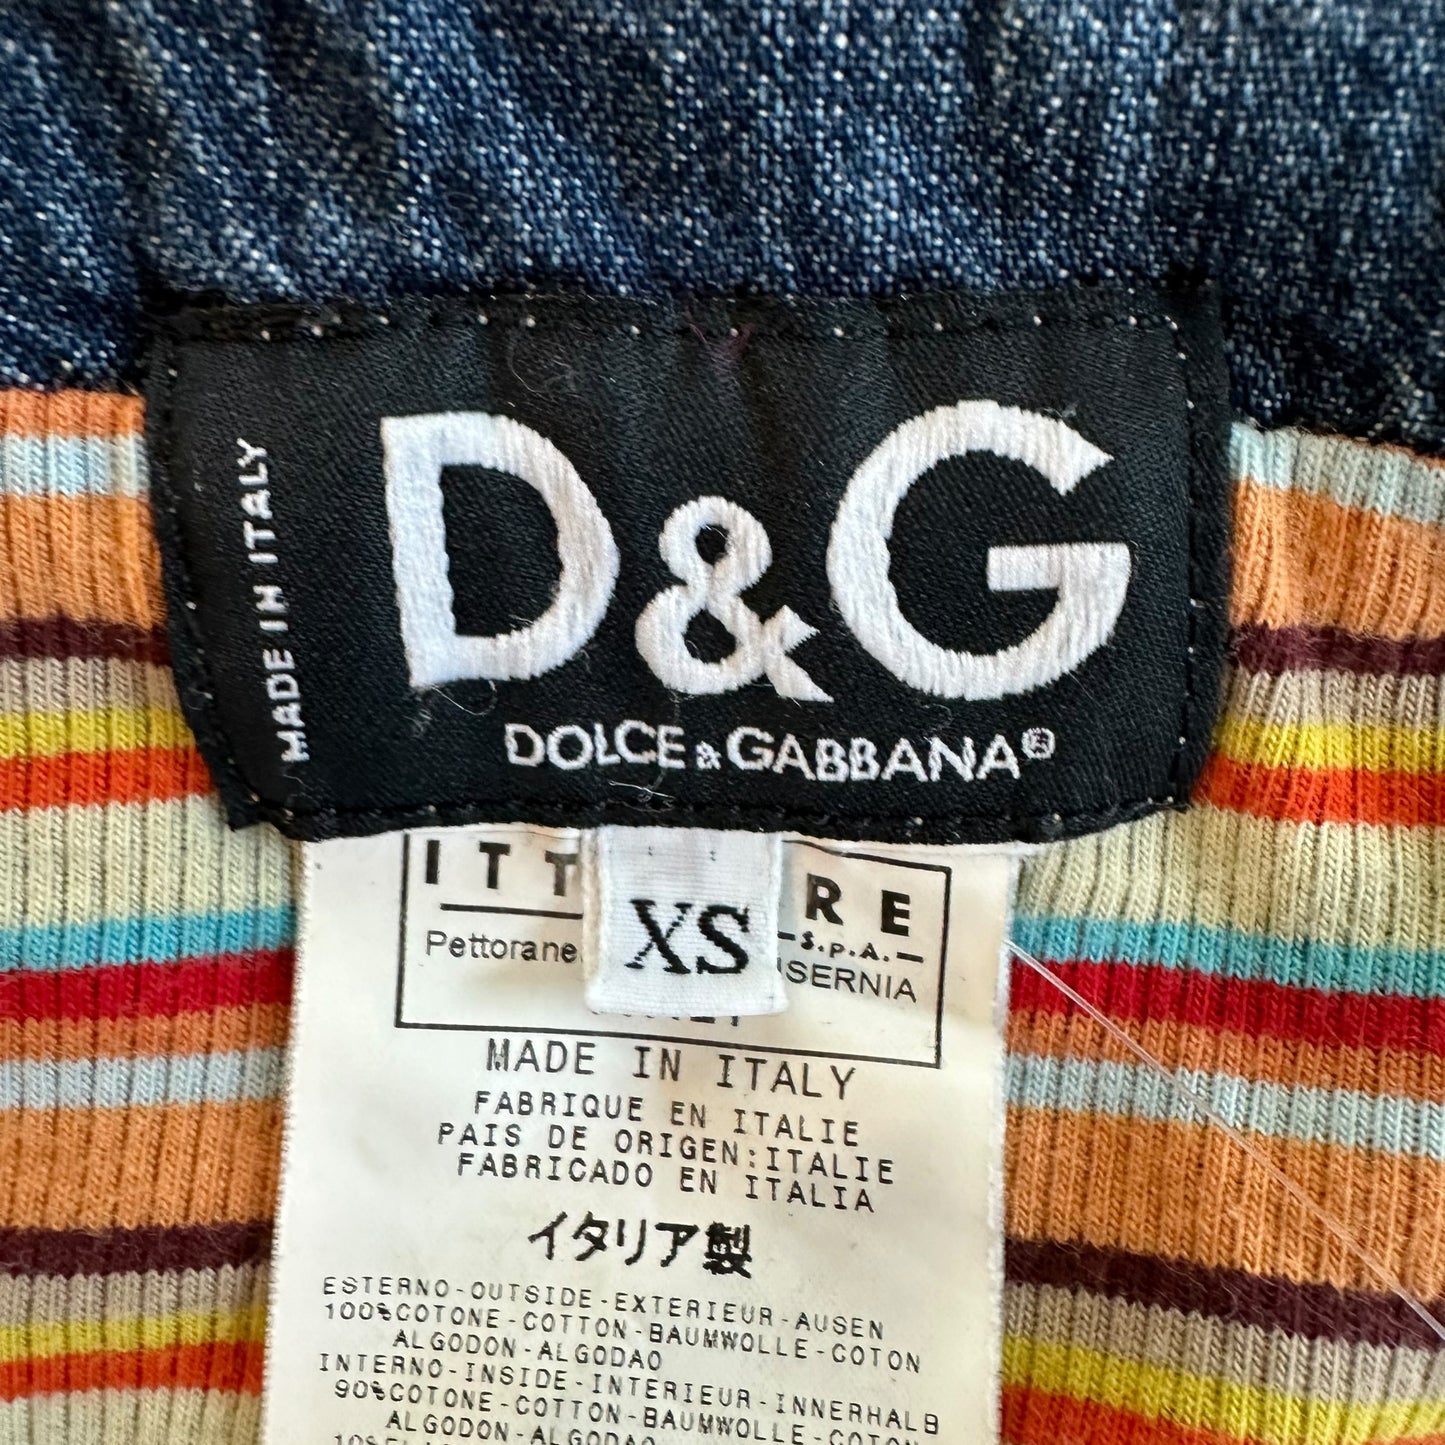 MADE IN ITALY
D&G
DOLCE&GABBANA®
XS
RE
S.p.A.
Pettorane
SERNIA
MADE IN ITALY
FABRIQUE EN ITALIE
PAIS DE ORIGEN:ITALIE
FABRICADO EN ITALIA
イタリア製
ESTERNO-OUTSIDE-EXTERIEUR-AUSEN
100%COTONE-COTTON-BAUMWOLLE-COTON
ALGODON-ALGODAO
INTERNO-INSIDE-INTERIEUR-INNERHALB
90%COTONE-COTTON-BAUMWOLLE-COTON
ALGODON-ALGODAO